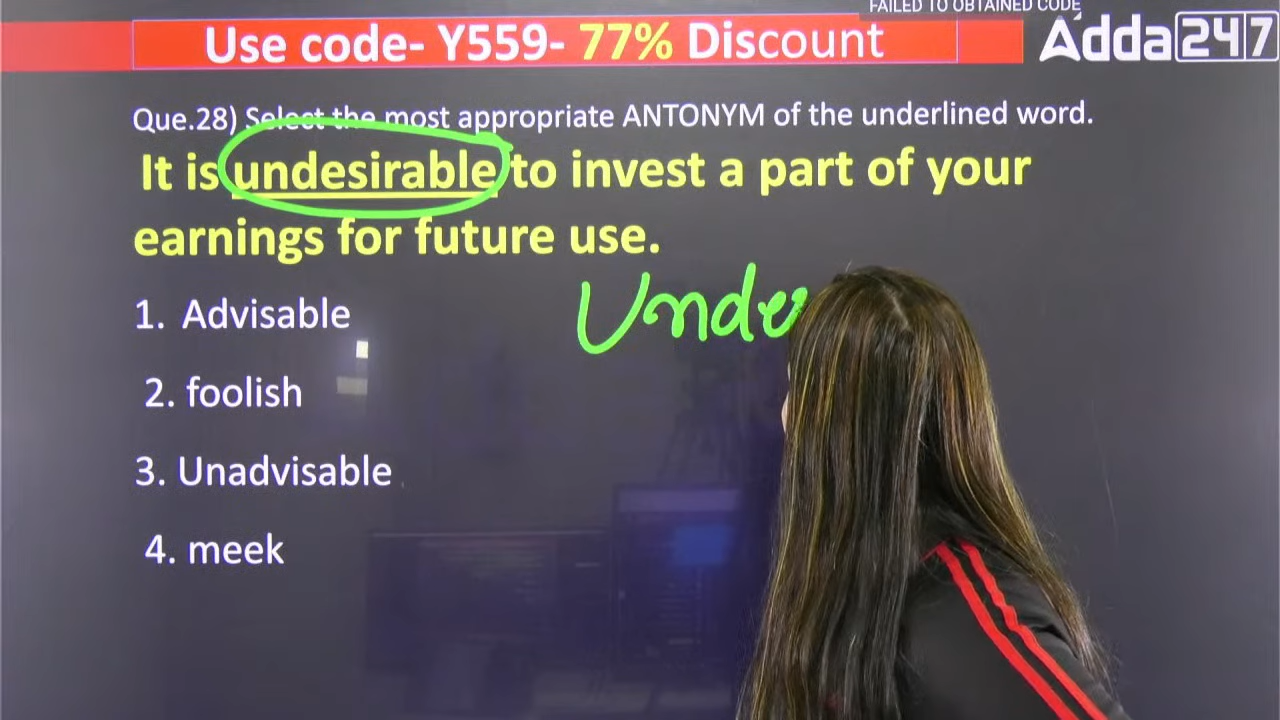 FAILED TO OBTAINED CODE
Use code- Y559- 77% Discount
Adda 247
Que.28) Select the most appropriate ANTONYM of the underlined word.
It is undesirable to invest a part of your
earnings for future use.
Unde
1. Advisable
2. foolish
3. Unadvisable
4. meek